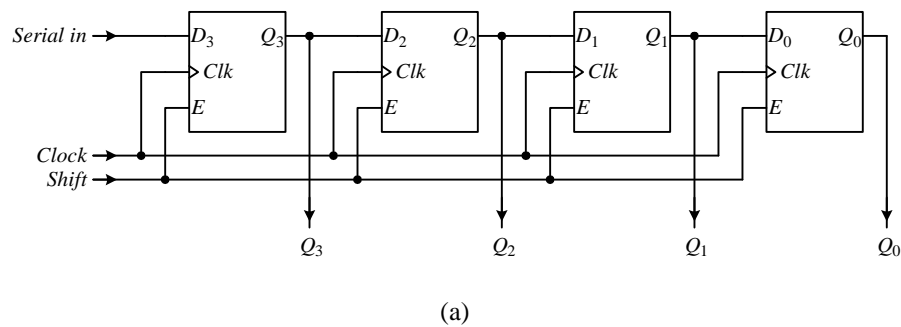 Serial in D₃ Q₃ D₂ Q₂ D₁ Q₁ D₀ Q₀
Clk Clk Clk Clk
E E E E
Clock
Shift
Q₃ Q₂ Q₁ Q₀
(a)